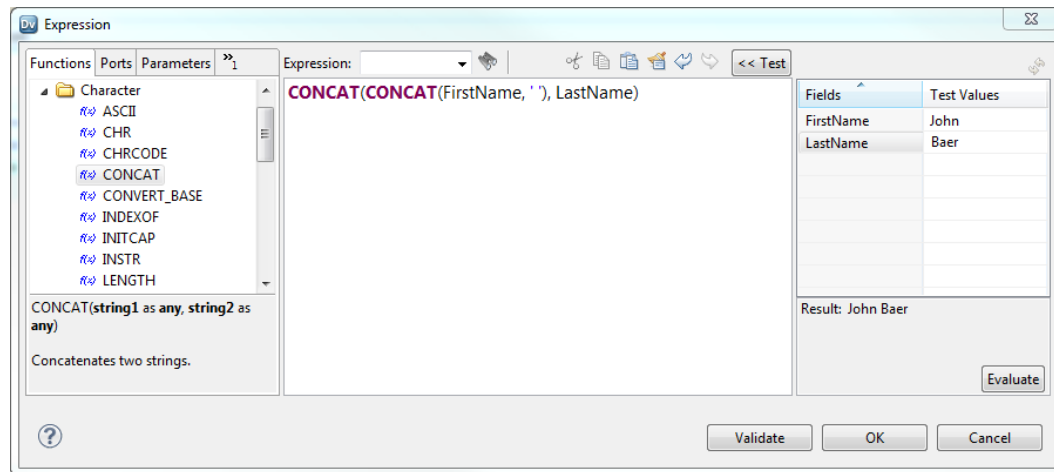 Dv Expression
Functions Ports Parameters »1
Expression:
<< Test
Character
f(x) ASCII
f(x) CHR
f(x) CHRCODE
f(x) CONCAT
f(x) CONVERT_BASE
f(x) INDEXOF
f(x) INITCAP
f(x) INSTR
f(x) LENGTH
CONCAT(string1 as any, string2 as
any)
Concatenates two strings.
CONCAT(CONCAT(FirstName, ' '), LastName)
Fields Test Values
FirstName John
LastName Baer
Result: John Baer
Evaluate
? Validate OK Cancel